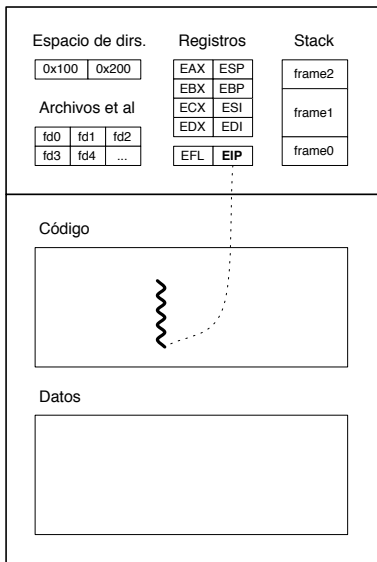 Espacio de dirs.
0x100 0x200
Archivos et al
fd0 fd1 fd2
fd3 fd4 ...
Registros
EAX ESP
EBX EBP
ECX ESI
EDX EDI
EFL EIP
Stack
frame2
frame1
frame0
Código
Datos